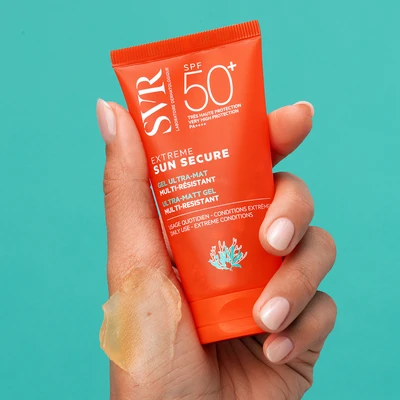 SVR
LABORATOIRE DERMATOLOGIQUE
SPF
50+
TRÈS HAUTE PROTECTION
VERY HIGH PROTECTION
PA++++
EXTREME
SUN SECURE
GEL ULTRA-MAT
MULTI-RÉSISTANT
ULTRA-MATT GEL
MULTI-RESISTANT
USAGE QUOTIDIEN - CONDITIONS EXTRÊMES
DAILY USE - EXTREME CONDITIONS